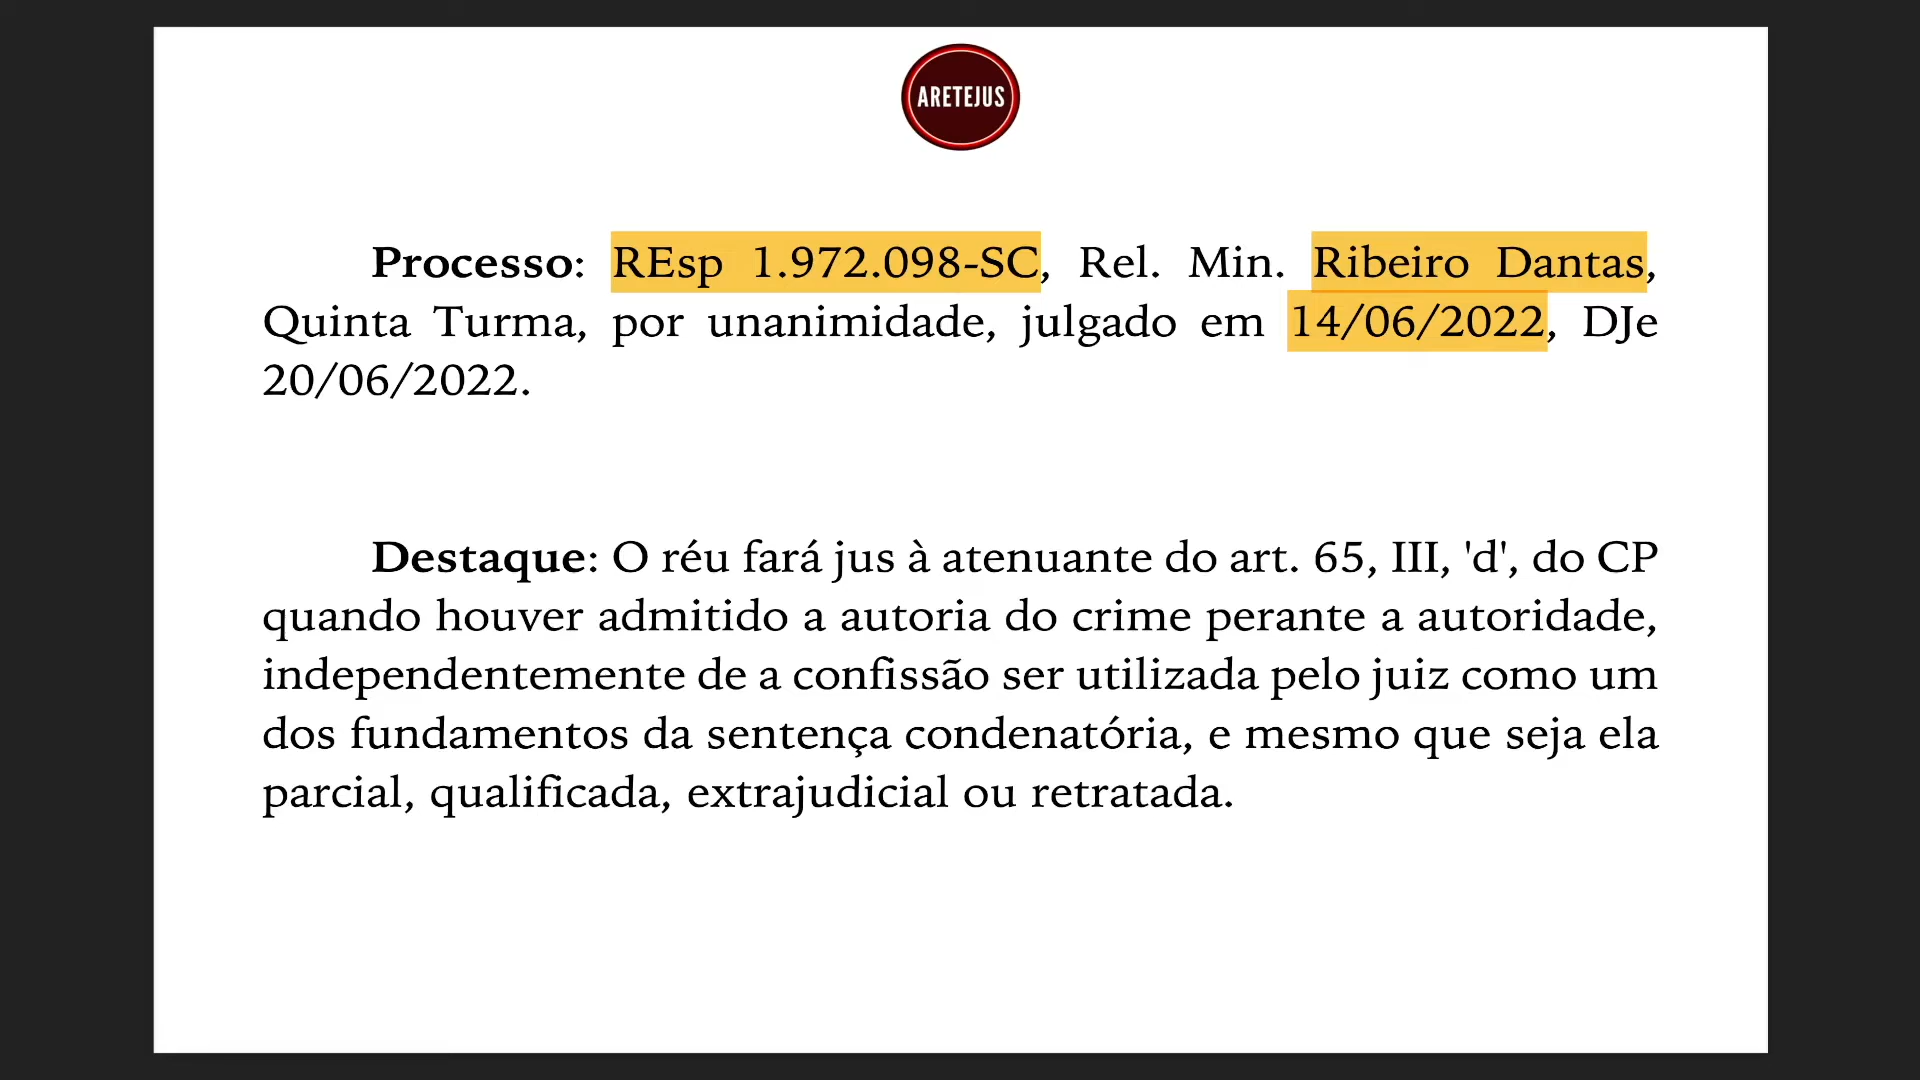 ARETEJUS
Processo: REsp 1.972.098-SC, Rel. Min. Ribeiro Dantas,
Quinta Turma, por unanimidade, julgado em 14/06/2022, DJe
20/06/2022.
Destaque: O réu fará jus à atenuante do art. 65, III, 'd', do CP
quando houver admitido a autoria do crime perante a autoridade,
independentemente de a confissão ser utilizada pelo juiz como um
dos fundamentos da sentença condenatória, e mesmo que seja ela
parcial, qualificada, extrajudicial ou retratada.